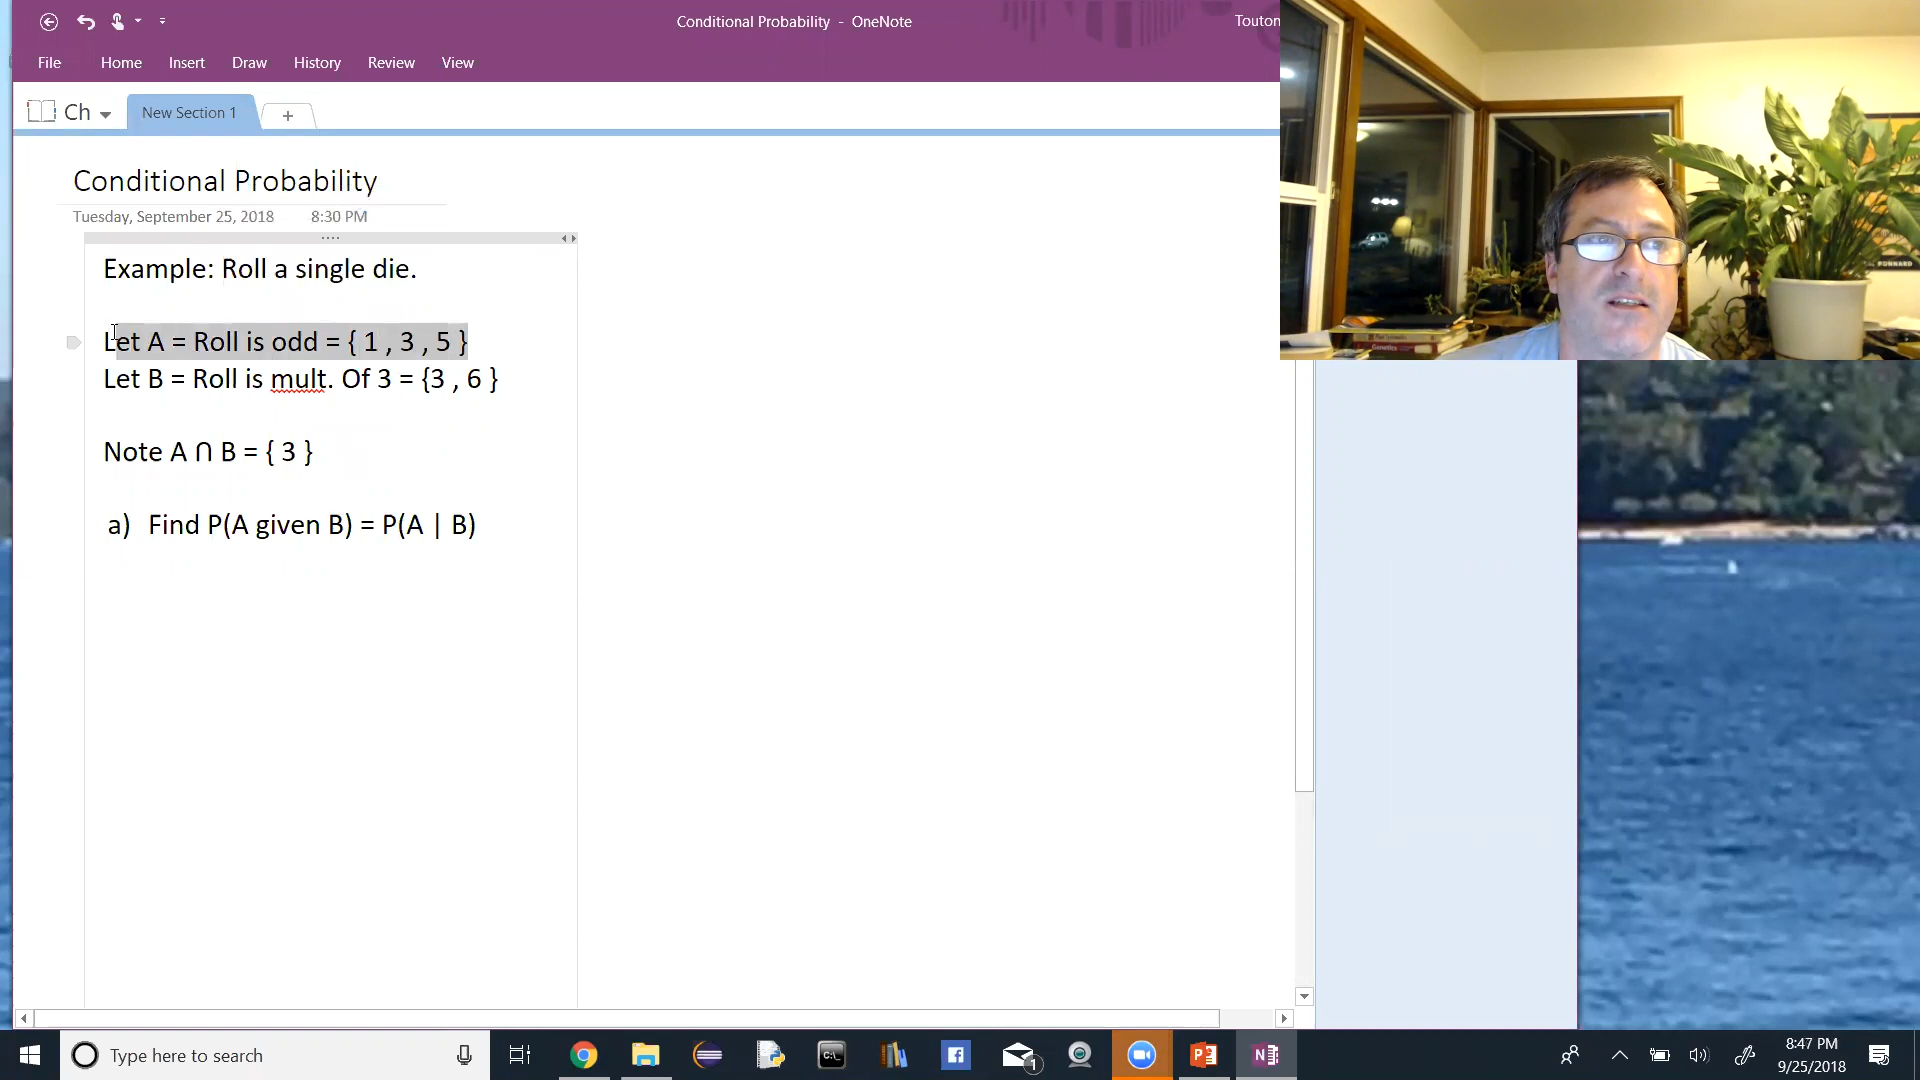 Conditional Probability - OneNote
Touton
File Home Insert Draw History Review View
Ch New Section 1 +
Conditional Probability
Tuesday, September 25, 2018 8:30 PM
Example: Roll a single die.
Let A = Roll is odd = { 1 , 3 , 5 }
Let B = Roll is mult. Of 3 = {3 , 6 }
Note A ∩ B = { 3 }
a) Find P(A given B) = P(A | B)
Genetics
Type here to search
C:\_
1
8:47 PM
9/25/2018